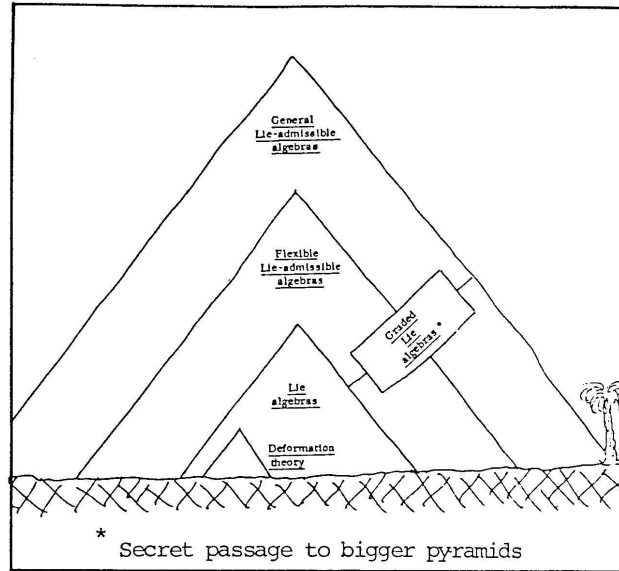 General
Lie-admissible
algebras
Flexible
Lie-admissible
algebras
Graded
Lie
algebras *
Lie
algebras
Deformation
theory
*
Secret passage to bigger pyramids